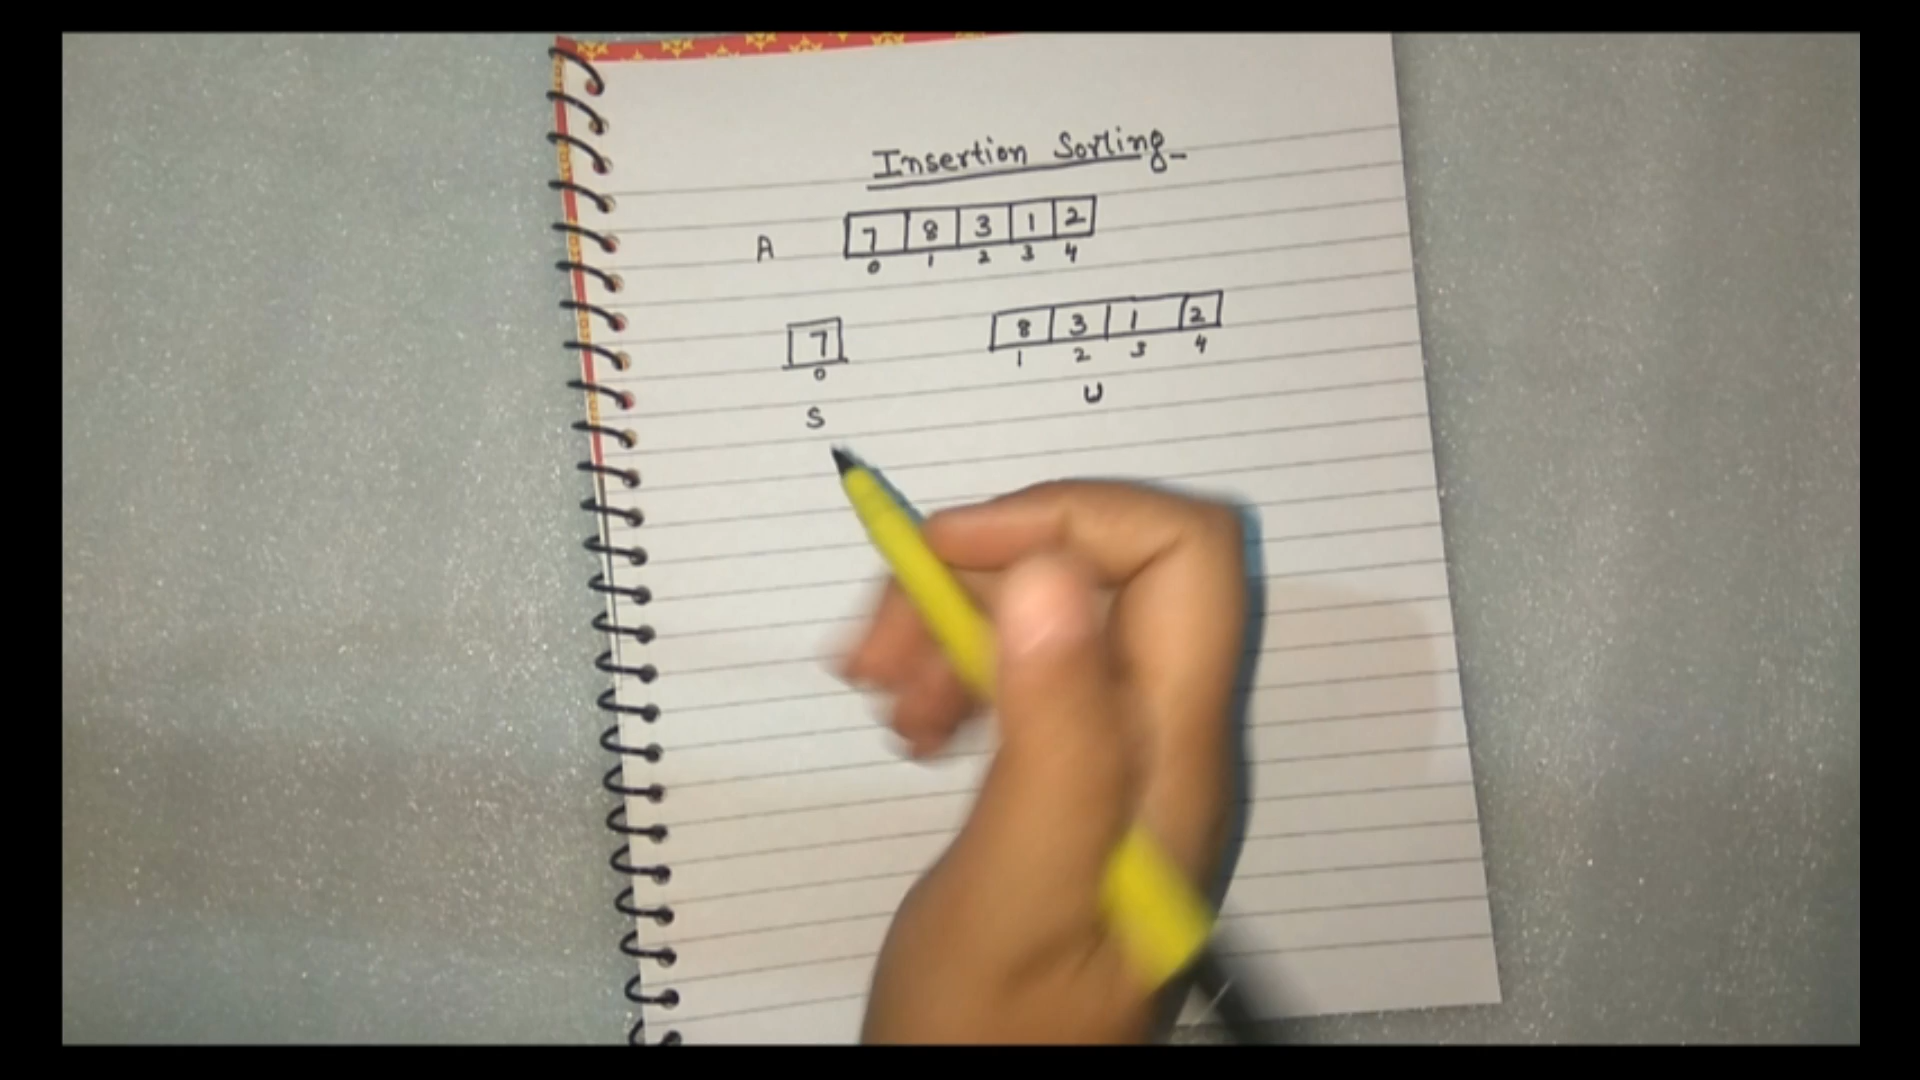 Insertion Sorting
A 7 8 3 1 2
0 1 2 3 4
7 8 3 1 2
0 1 2 3 4
S U